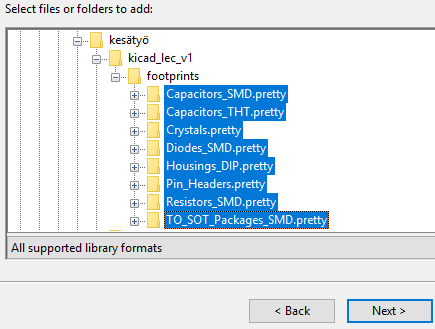 Select files or folders to add:
kesätyö
kicad_lec_v1
footprints
Capacitors_SMD.pretty
Capacitors_THT.pretty
Crystals.pretty
Diodes_SMD.pretty
Housings_DIP.pretty
Pin_Headers.pretty
Resistors_SMD.pretty
TO_SOT_Packages_SMD.pretty
All supported library formats
< Back
Next >